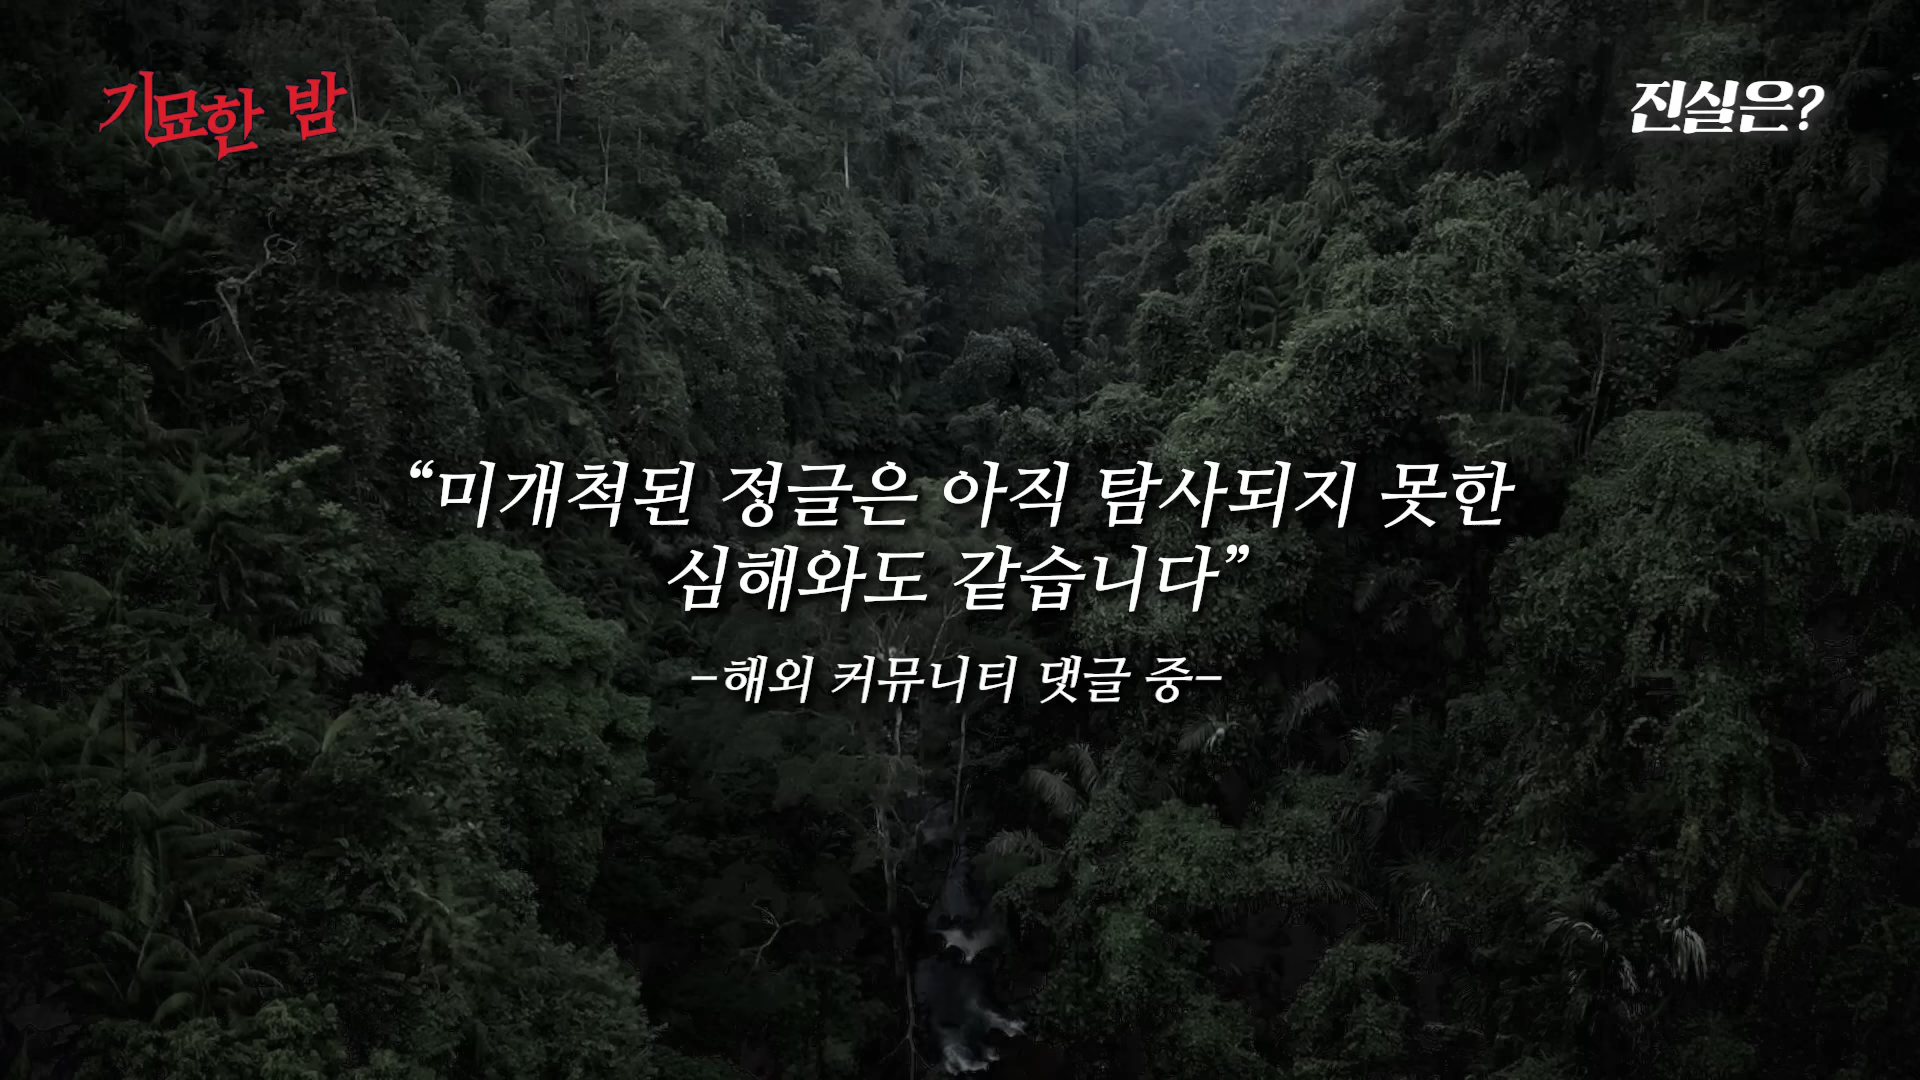 기묘한 밤
진실은?
“미개척된 정글은 아직 탐사되지 못한
심해와도 같습니다”
-해외 커뮤니티 댓글 중-